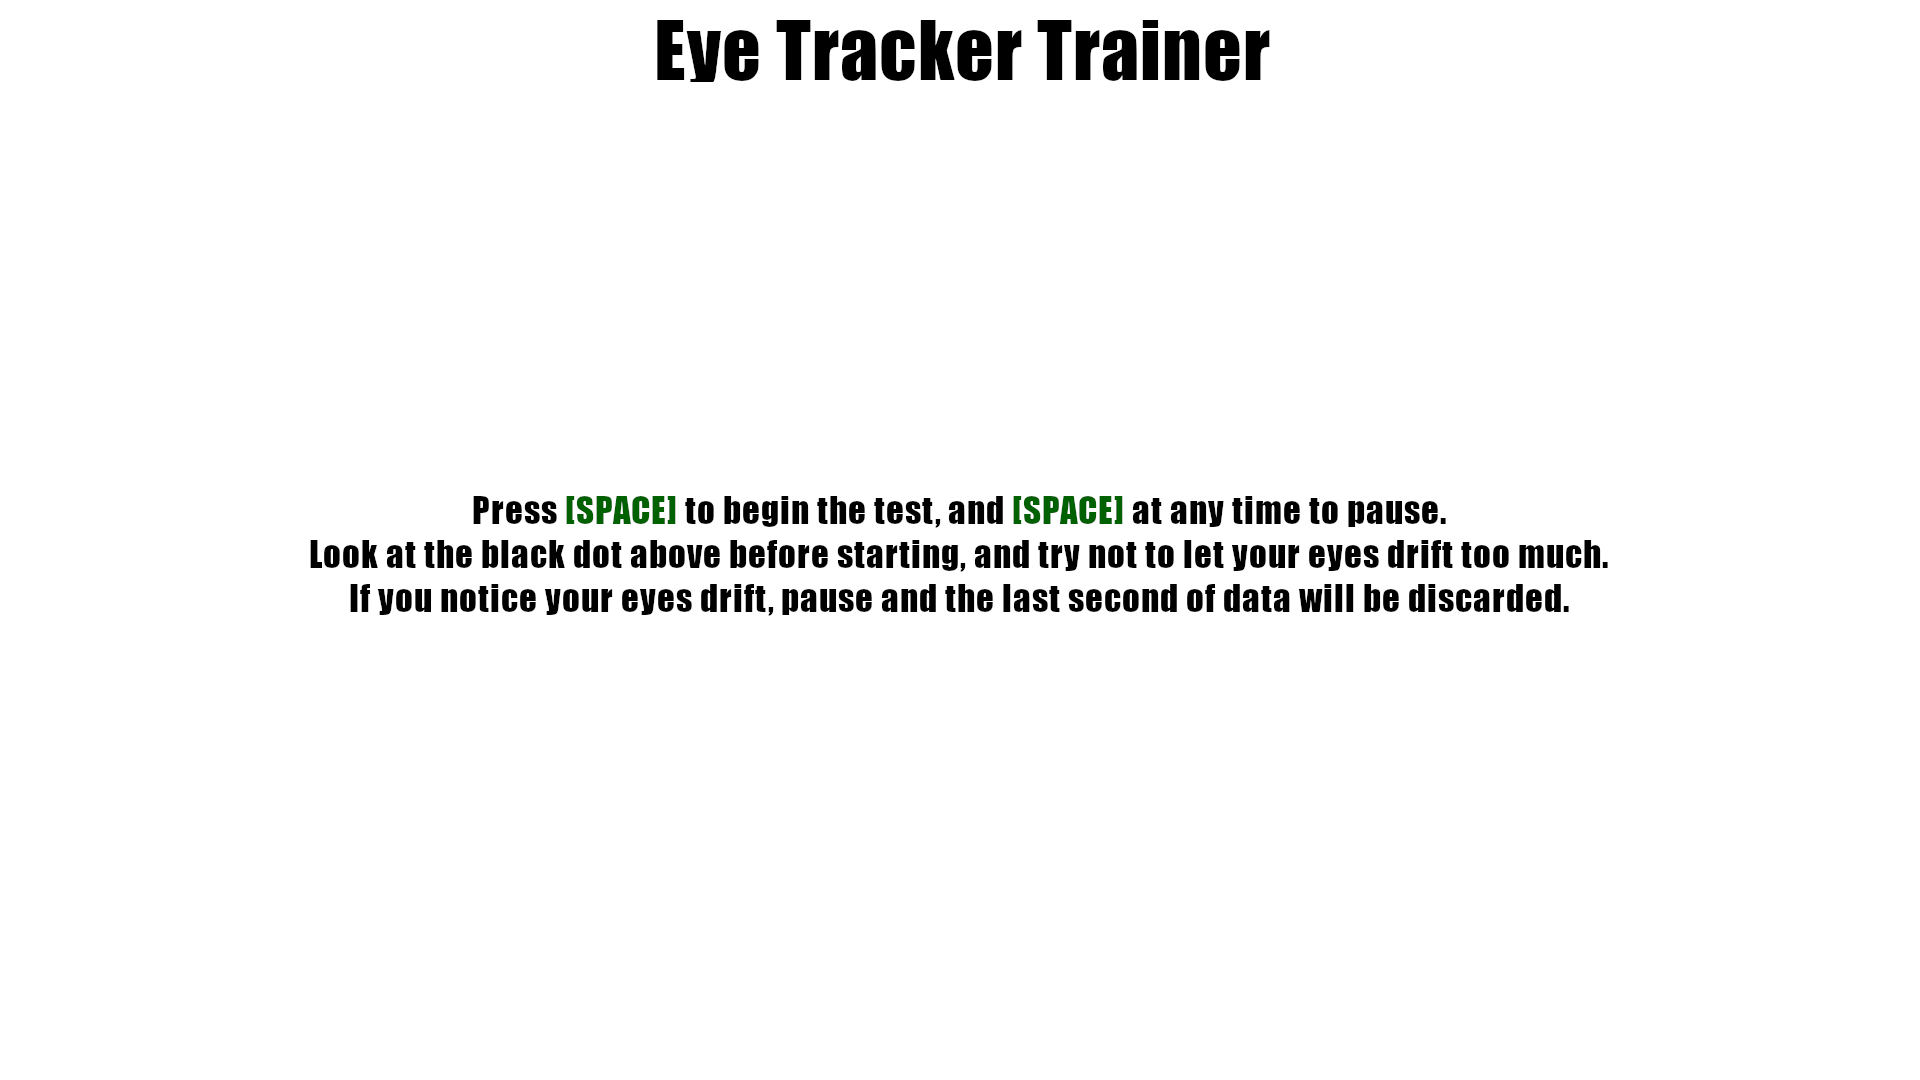 Eye Tracker Trainer
Press [SPACE] to begin the test, and [SPACE] at any time to pause.
Look at the black dot above before starting, and try not to let your eyes drift too much.
If you notice your eyes drift, pause and the last second of data will be discarded.